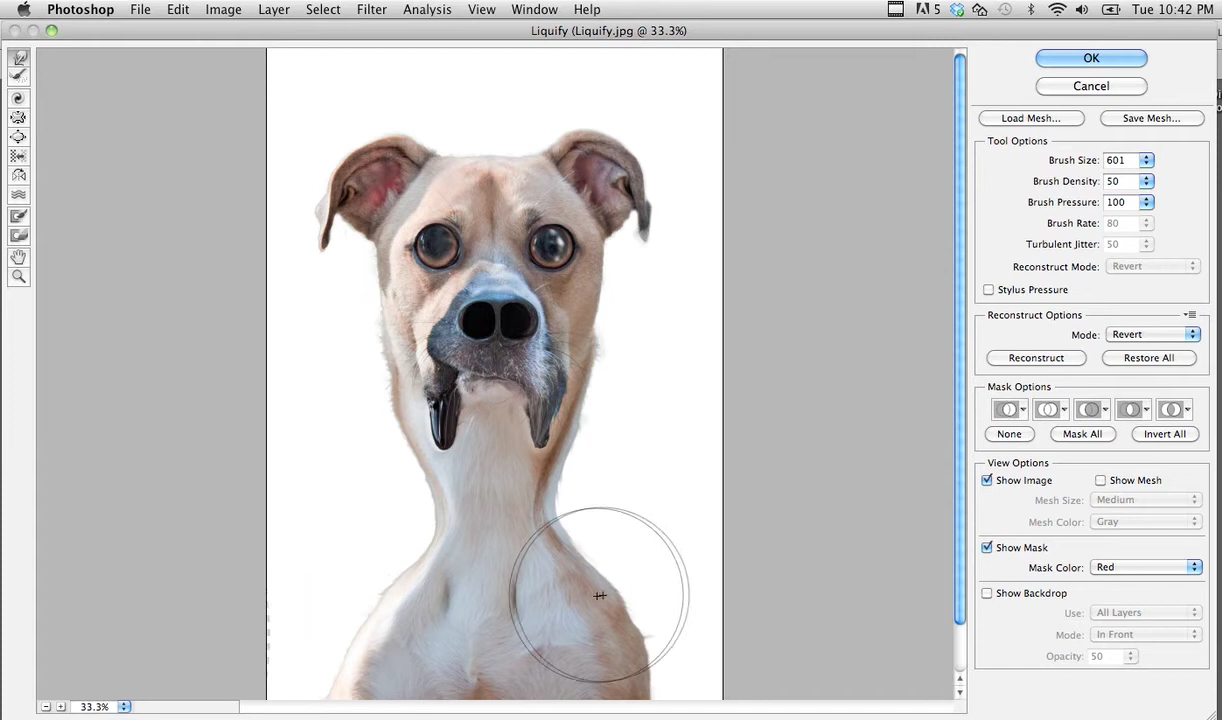 Photoshop File Edit Image Layer Select Filter Analysis View Window Help 5 Tue 10:42 PM
Liquify (Liquify.jpg @ 33.3%)
OK
Cancel
Load Mesh... Save Mesh...
Tool Options
Brush Size: 601
Brush Density: 50
Brush Pressure: 100
Brush Rate: 80
Turbulent Jitter: 50
Reconstruct Mode: Revert
Stylus Pressure
Reconstruct Options
Mode: Revert
Reconstruct Restore All
Mask Options
None Mask All Invert All
View Options
Show Image Show Mesh
Mesh Size: Medium
Mesh Color: Gray
Show Mask
Mask Color: Red
Show Backdrop
Use: All Layers
Mode: In Front
Opacity: 50
33.3%